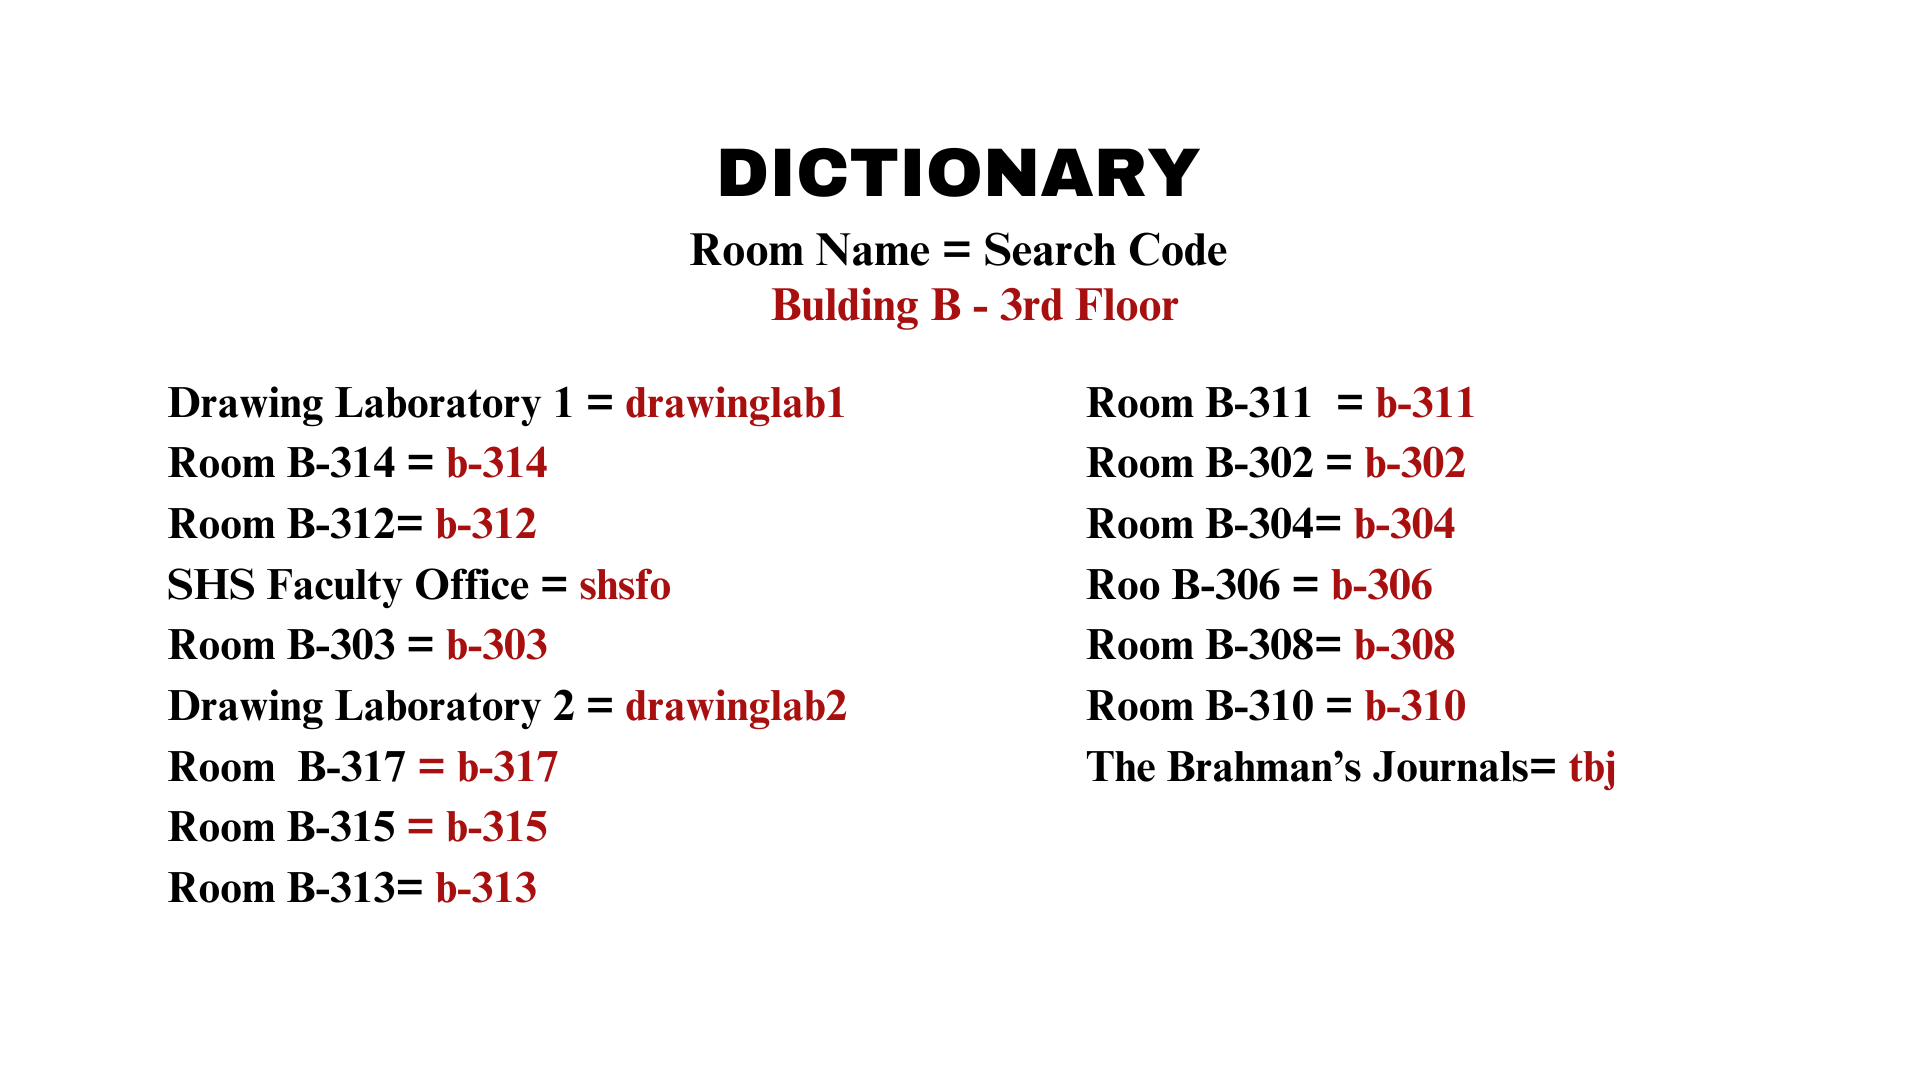 DICTIONARY
Room Name = Search Code
Bulding B - 3rd Floor
Drawing Laboratory 1 = drawinglab1
Room B-314 = b-314
Room B-312= b-312
SHS Faculty Office = shsfo
Room B-303 = b-303
Drawing Laboratory 2 = drawinglab2
Room  B-317 = b-317
Room B-315 = b-315
Room B-313= b-313
Room B-311  = b-311
Room B-302 = b-302
Room B-304= b-304
Roo B-306 = b-306
Room B-308= b-308
Room B-310 = b-310
The Brahman’s Journals= tbj